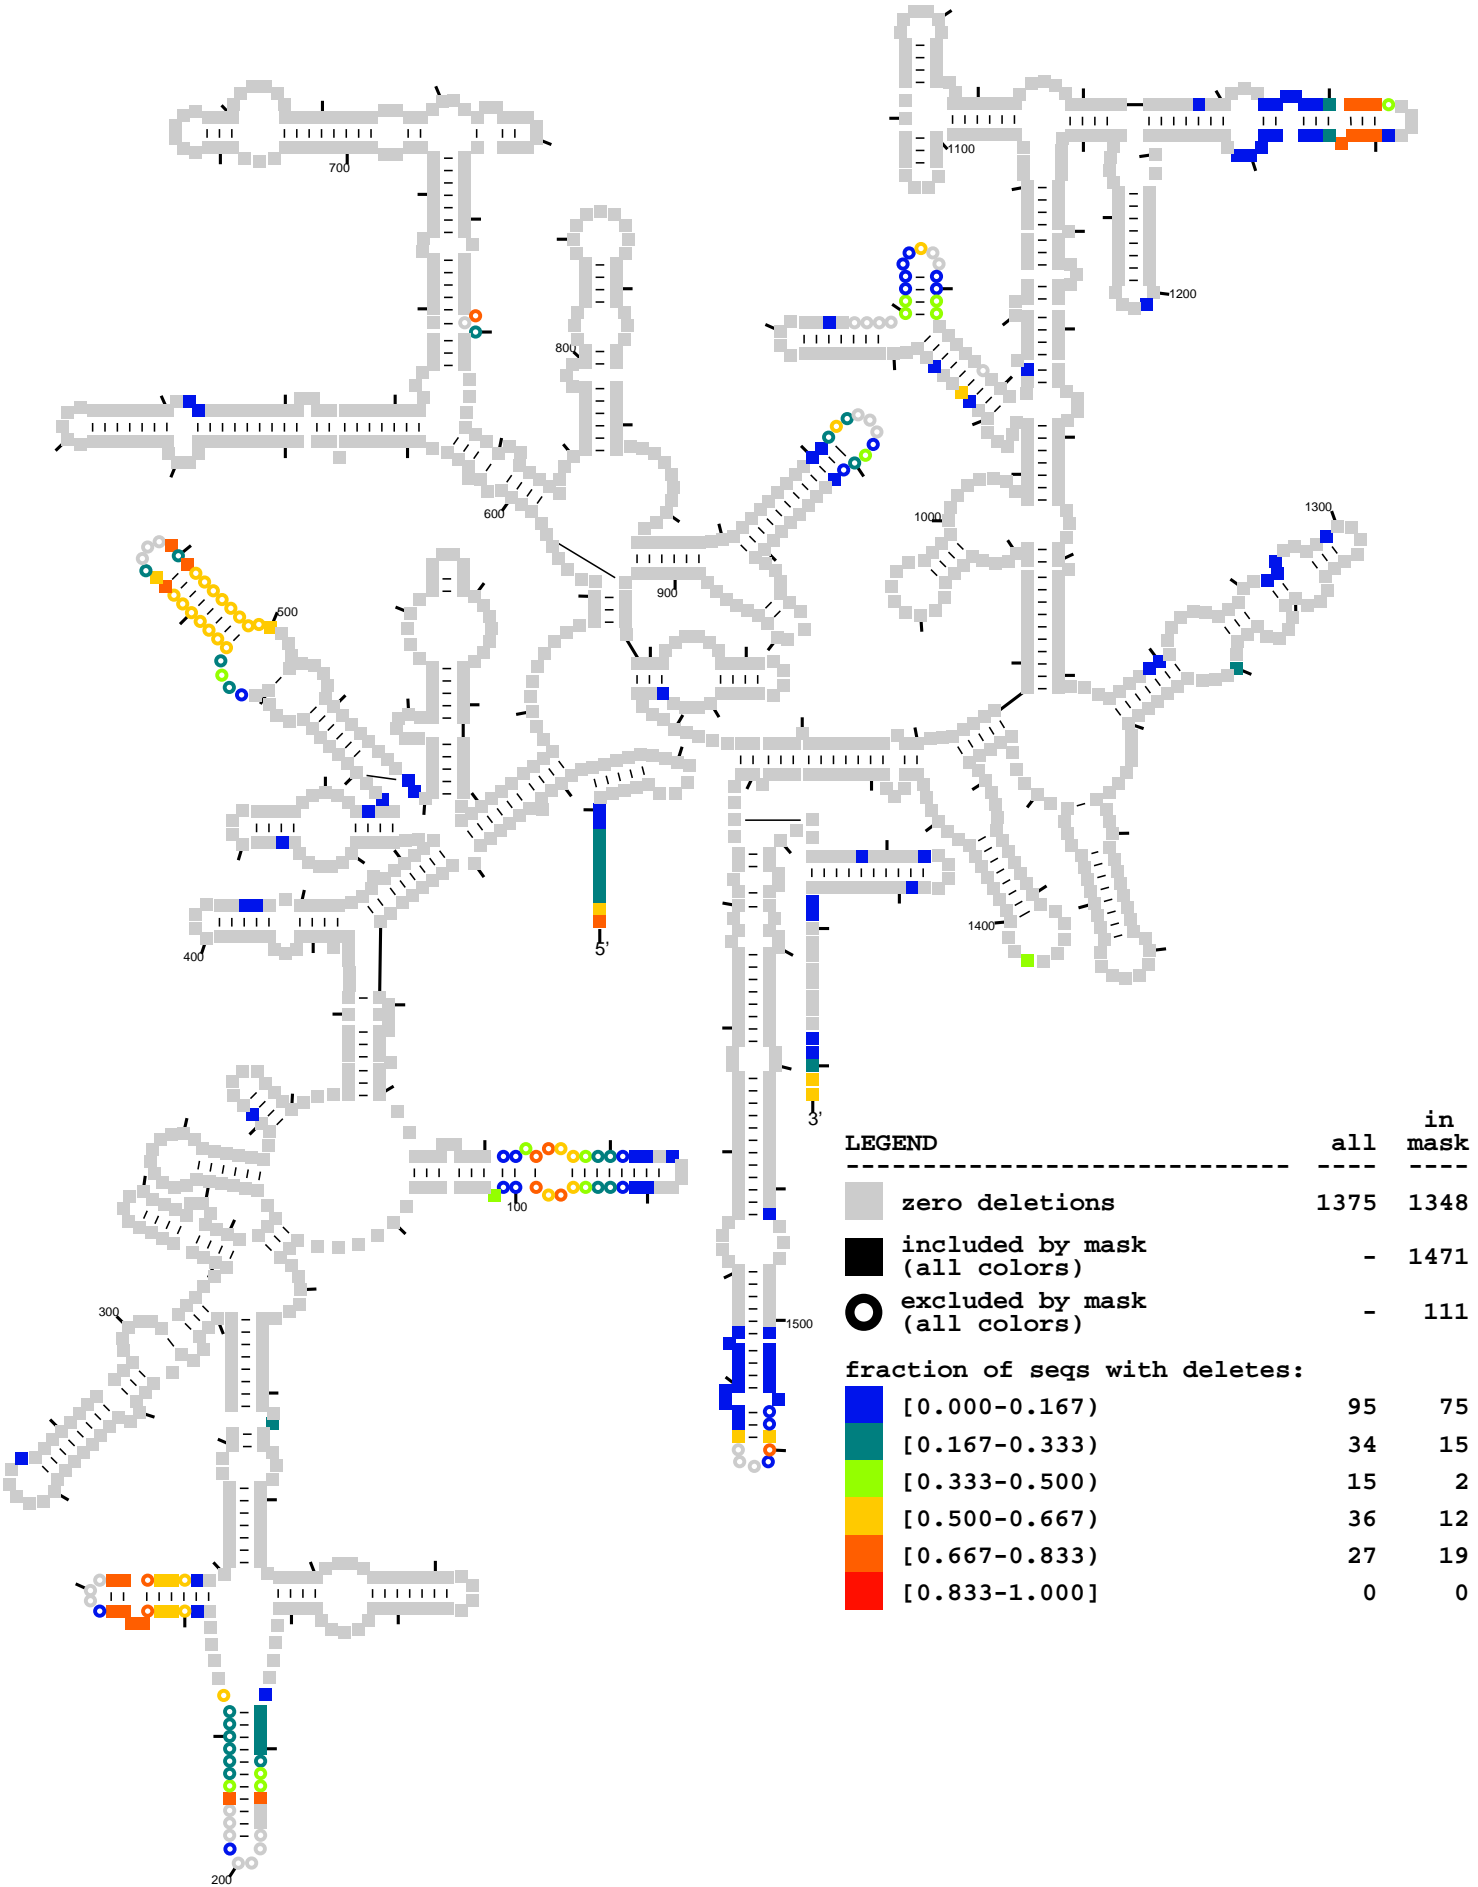 1100
700
1200
800
1300
1000
600
900
500
1400
5'
400
3'
100
300
1500
200
in
LEGEND all mask
------------------------------ ---- ----
zero deletions 1375 1348
included by mask
(all colors) - 1471
excluded by mask
(all colors) - 111
fraction of seqs with deletes:
[0.000-0.167) 95 75
[0.167-0.333) 34 15
[0.333-0.500) 15 2
[0.500-0.667) 36 12
[0.667-0.833) 27 19
[0.833-1.000] 0 0